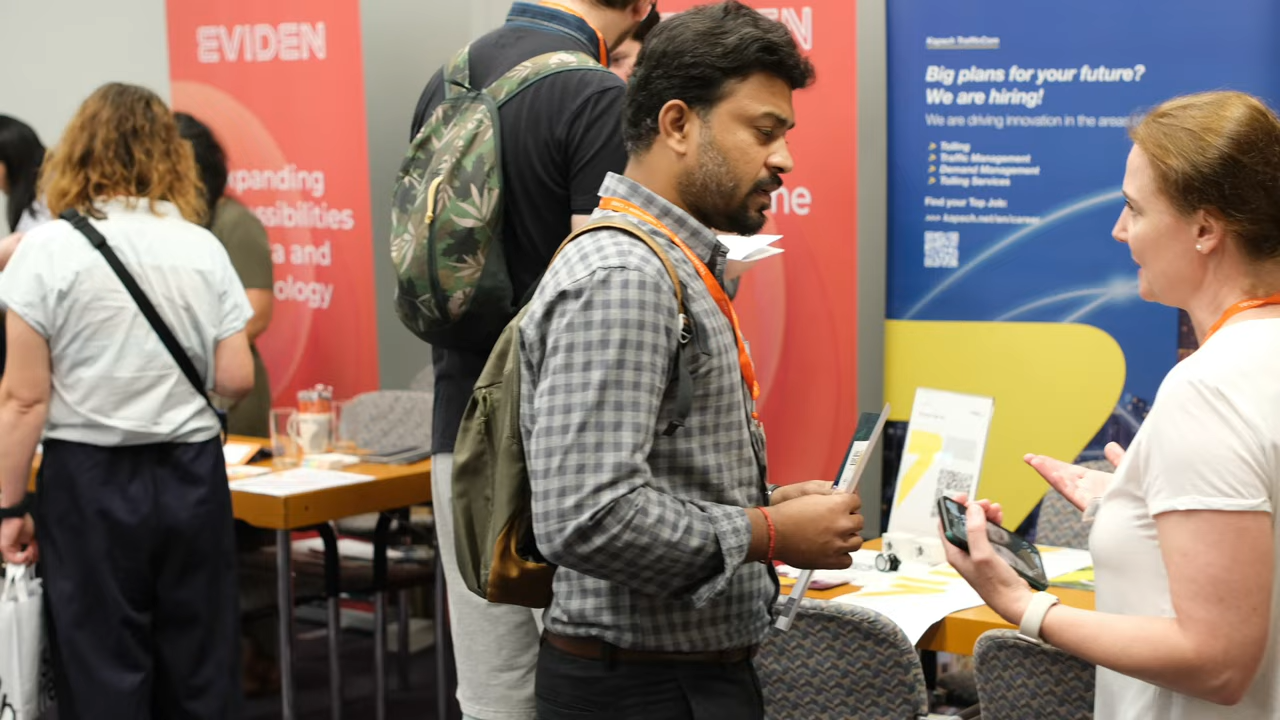 EVIDEN
xpanding
ssibilities
a and
ology
N
me
Kapsch TrafficCom
Big plans for your future?
We are hiring!
We are driving innovation in the areas
Tolling
Traffic Management
Demand Management
Tolling Services
Find your Top Job:
>>> kapsch.net/en/career